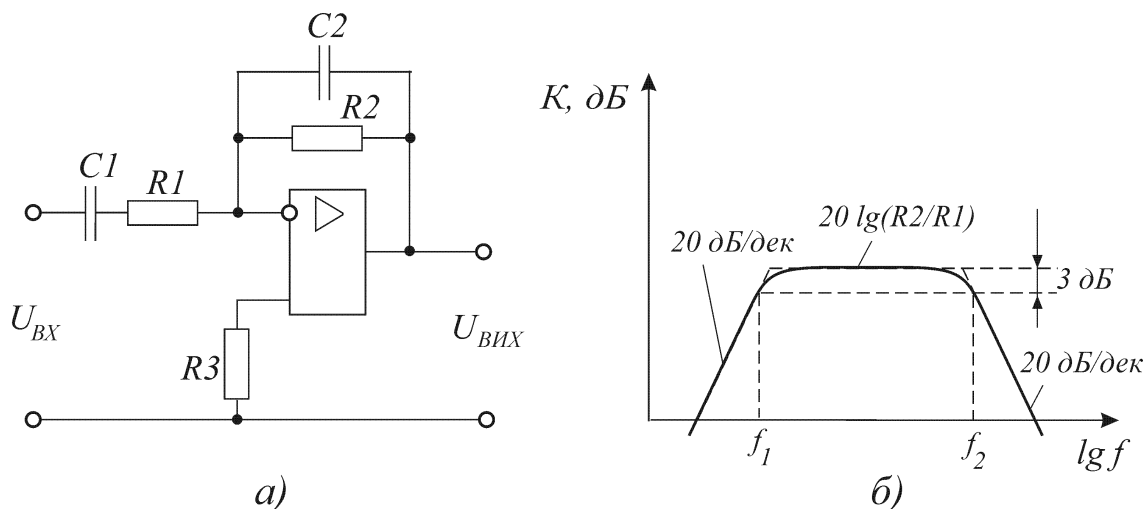 C2
R2
C1
R1
R3
U_ВХ
U_ВИХ
а)
К, дБ
20 lg(R2/R1)
20 дБ/дек
3 дБ
20 дБ/дек
f_1
f_2
lg f
б)